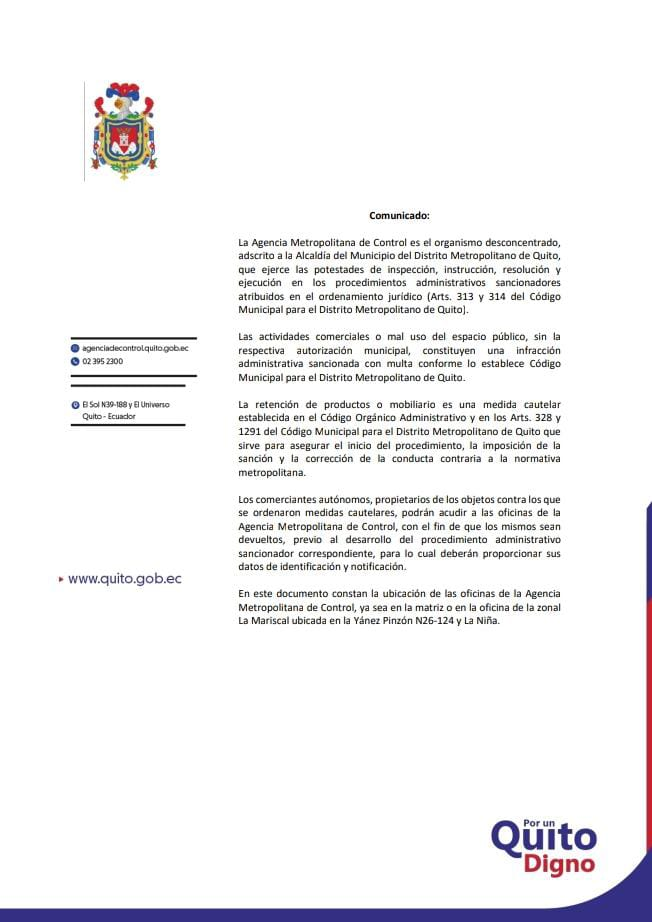 Comunicado:
La Agencia Metropolitana de Control es el organismo desconcentrado,
adscrito a la Alcaldía del Municipio del Distrito Metropolitano de Quito,
que ejerce las potestades de inspección, instrucción, resolución y
ejecución en los procedimientos administrativos sancionadores
atribuidos en el ordenamiento jurídico (Arts. 313 y 314 del Código
Municipal para el Distrito Metropolitano de Quito).
Las actividades comerciales o mal uso del espacio público, sin la
respectiva autorización municipal, constituyen una infracción
administrativa sancionada con multa conforme lo establece Código
Municipal para el Distrito Metropolitano de Quito.
La retención de productos o mobiliario es una medida cautelar
establecida en el Código Orgánico Administrativo y en los Arts. 328 y
1291 del Código Municipal para el Distrito Metropolitano de Quito que
sirve para asegurar el inicio del procedimiento, la imposición de la
sanción y la corrección de la conducta contraria a la normativa
metropolitana.
Los comerciantes autónomos, propietarios de los objetos contra los que
se ordenaron medidas cautelares, podrán acudir a las oficinas de la
Agencia Metropolitana de Control, con el fin de que los mismos sean
devueltos, previo al desarrollo del procedimiento administrativo
sancionador correspondiente, para lo cual deberán proporcionar sus
datos de identificación y notificación.
En este documento constan la ubicación de las oficinas de la Agencia
Metropolitana de Control, ya sea en la matriz o en la oficina de la zonal
La Mariscal ubicada en la Yánez Pinzón N26-124 y La Niña.
agenciadecontrol.quito.gob.ec
02 395 2300
El Sol N39-188 y El Universo
Quito - Ecuador
www.quito.gob.ec
Por un
Quito
Digno